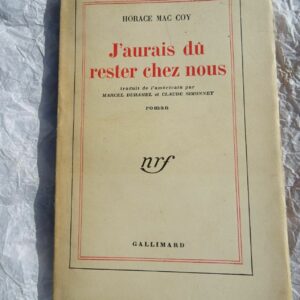 HORACE MAC COY
J'aurais dû
rester chez nous
traduit de l'américain par
MARCEL DUHAMEL et CLAUDE SIMONNET
roman
nrf
GALLIMARD